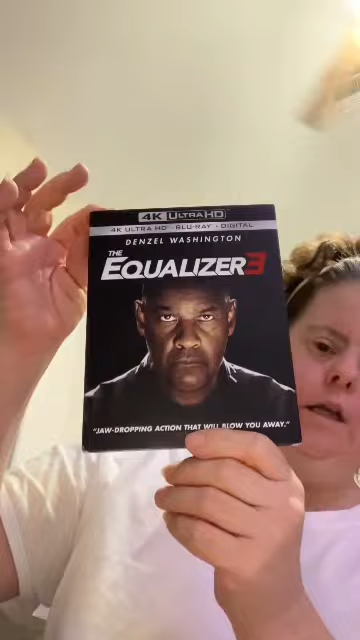 4K ULTRA HD
4K ULTRA HD · BLU-RAY · DIGITAL
DENZEL WASHINGTON
THE
EQUALIZER3
"JAW-DROPPING ACTION THAT WILL BLOW YOU AWAY."